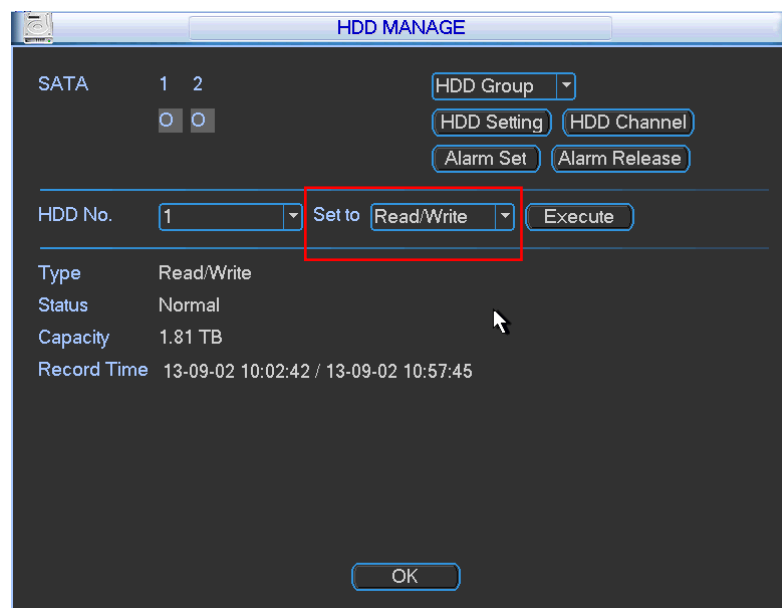 HDD MANAGE
SATA 1 2 HDD Group
O O HDD Setting HDD Channel
Alarm Set Alarm Release
HDD No. 1 Set to Read/Write Execute
Type Read/Write
Status Normal
Capacity 1.81 TB
Record Time 13-09-02 10:02:42 / 13-09-02 10:57:45
OK